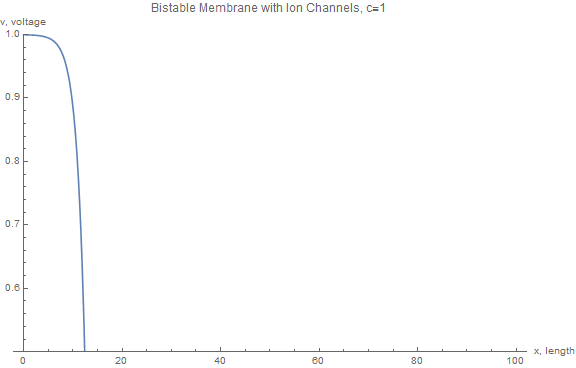 Bistable Membrane with Ion Channels, c=1
v, voltage
1.0
0.9
0.8
0.7
0.6
0 20 40 60 80 100
x, length